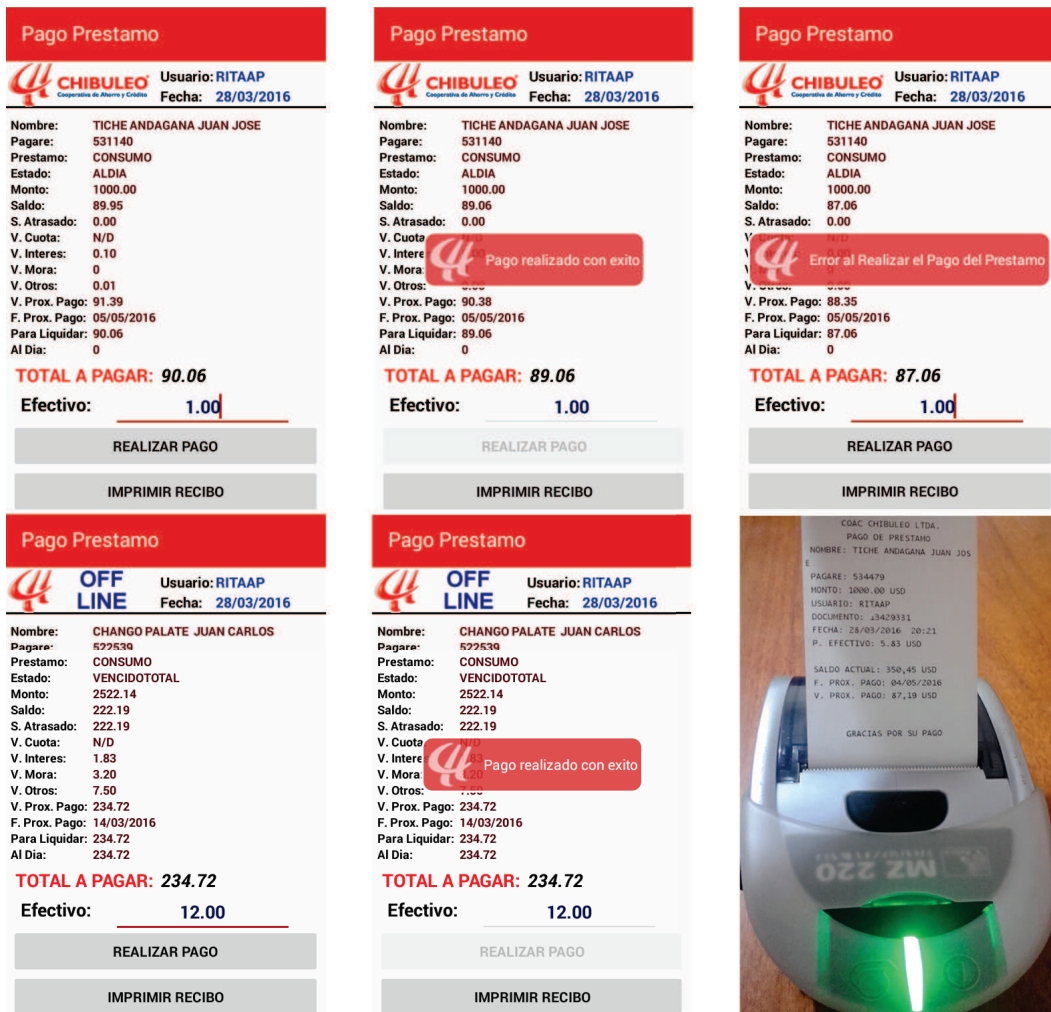 Pago Prestamo
CHIBULEO
Cooperativa de Ahorro y Crédito
Usuario: RITAAP
Fecha: 28/03/2016
Nombre: TICHE ANDAGANA JUAN JOSE
Pagare: 531140
Prestamo: CONSUMO
Estado: ALDIA
Monto: 1000.00
Saldo: 89.95
S. Atrasado: 0.00
V. Cuota: N/D
V. Interes: 0.10
V. Mora: 0
V. Otros: 0.01
V. Prox. Pago: 91.39
F. Prox. Pago: 05/05/2016
Para Liquidar: 90.06
Al Dia: 0
TOTAL A PAGAR: 90.06
Efectivo: 1.00
REALIZAR PAGO
IMPRIMIR RECIBO
Pago Prestamo
CHIBULEO
Cooperativa de Ahorro y Crédito
Usuario: RITAAP
Fecha: 28/03/2016
Nombre: TICHE ANDAGANA JUAN JOSE
Pagare: 531140
Prestamo: CONSUMO
Estado: ALDIA
Monto: 1000.00
Saldo: 89.06
S. Atrasado: 0.00
V. Cuota N/D
V. Intere
V. Mora:
Pago realizado con exito
V. Otros:
V. Prox. Pago: 90.38
F. Prox. Pago: 05/05/2016
Para Liquidar: 89.06
Al Dia: 0
TOTAL A PAGAR: 89.06
Efectivo: 1.00
REALIZAR PAGO
IMPRIMIR RECIBO
Pago Prestamo
CHIBULEO
Cooperativa de Ahorro y Crédito
Usuario: RITAAP
Fecha: 28/03/2016
Nombre: TICHE ANDAGANA JUAN JOSE
Pagare: 531140
Prestamo: CONSUMO
Estado: ALDIA
Monto: 1000.00
Saldo: 87.06
S. Atrasado: 0.00
Error al Realizar el Pago del Prestamo
V. Prox. Pago: 88.35
F. Prox. Pago: 05/05/2016
Para Liquidar: 87.06
Al Dia: 0
TOTAL A PAGAR: 87.06
Efectivo: 1.00
REALIZAR PAGO
IMPRIMIR RECIBO
Pago Prestamo
OFF
LINE
Usuario: RITAAP
Fecha: 28/03/2016
Nombre: CHANGO PALATE JUAN CARLOS
Pagare: 522539
Prestamo: CONSUMO
Estado: VENCIDOTOTAL
Monto: 2522.14
Saldo: 222.19
S. Atrasado: 222.19
V. Cuota: N/D
V. Interes: 1.83
V. Mora: 3.20
V. Otros: 7.50
V. Prox. Pago: 234.72
F. Prox. Pago: 14/03/2016
Para Liquidar: 234.72
Al Dia: 234.72
TOTAL A PAGAR: 234.72
Efectivo: 12.00
REALIZAR PAGO
IMPRIMIR RECIBO
Pago Prestamo
OFF
LINE
Usuario: RITAAP
Fecha: 28/03/2016
Nombre: CHANGO PALATE JUAN CARLOS
Pagare: 522539
Prestamo: CONSUMO
Estado: VENCIDOTOTAL
Monto: 2522.14
Saldo: 222.19
S. Atrasado: 222.19
V. Cuota N/D
V. Intere
V. Mora
Pago realizado con exito
V. Otros: 7.50
V. Prox. Pago: 234.72
F. Prox. Pago: 14/03/2016
Para Liquidar: 234.72
Al Dia: 234.72
TOTAL A PAGAR: 234.72
Efectivo: 12.00
REALIZAR PAGO
IMPRIMIR RECIBO
COAC CHIBULEO LTDA.
PAGO DE PRESTAMO
NOMBRE: TICHE ANDAGANA JUAN JOS
E
PAGARE: 534479
MONTO: 1000.00 USD
USUARIO: RITAAP
DOCUMENTO: 13429331
FECHA: 28/03/2016 20:21
P. EFECTIVO: 5.83 USD
SALDO ACTUAL: 350,45 USD
F. PROX. PAGO: 04/05/2016
V. PROX. PAGO: 87,19 USD
GRACIAS POR SU PAGO
MZ 220